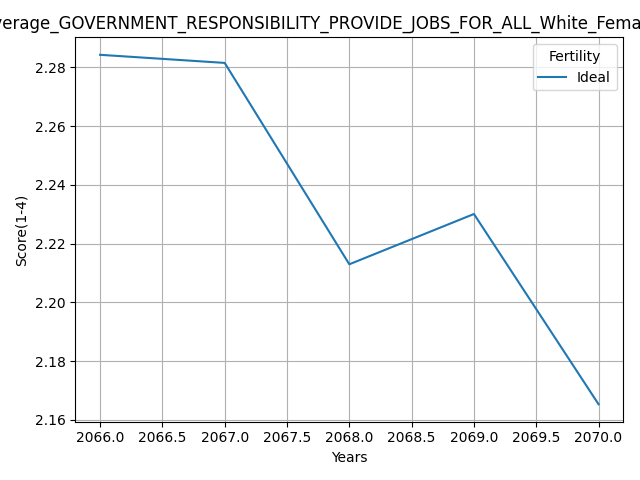 verage_GOVERNMENT_RESPONSIBILITY_PROVIDE_JOBS_FOR_ALL_White_Fema
Fertility
Ideal
Score(1-4)
2.28
2.26
2.24
2.22
2.20
2.18
2.16
2066.0 2066.5 2067.0 2067.5 2068.0 2068.5 2069.0 2069.5 2070.0
Years